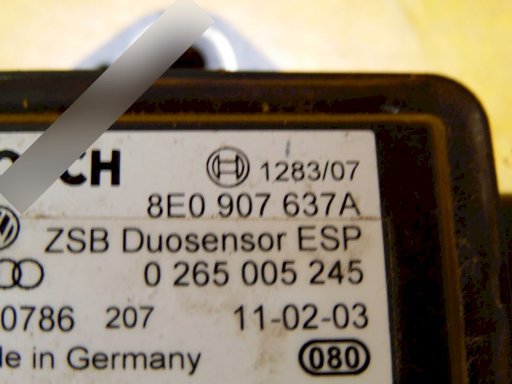 CH 1283/07
8E0 907 637A
ZSB Duosensor ESP
0 265 005 245
0786 207 11-02-03
in Germany
080